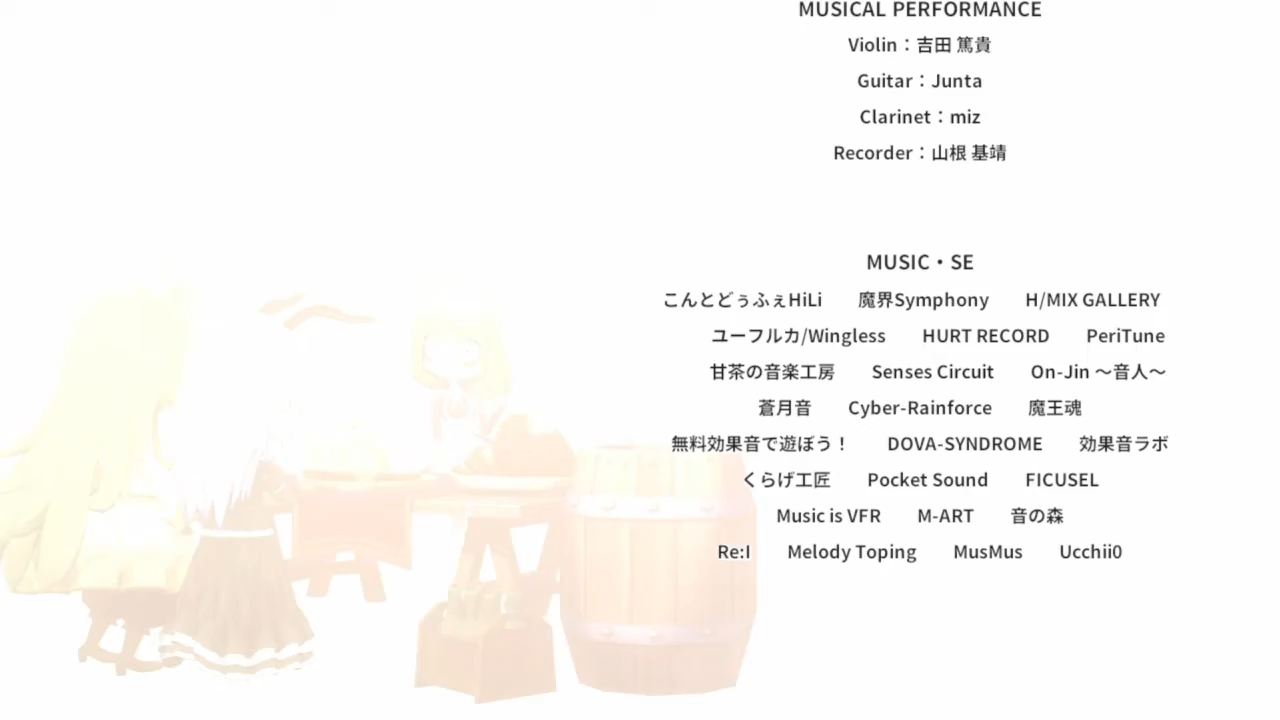 MUSICAL PERFORMANCE
Violin：吉田 篤貴
Guitar：Junta
Clarinet：miz
Recorder：山根 基靖
MUSIC・SE
こんとどぅふぇHiLi 魔界Symphony H/MIX GALLERY
ユーフルカ/Wingless HURT RECORD PeriTune
甘茶の音楽工房 Senses Circuit On-Jin ～音人～
蒼月音 Cyber-Rainforce 魔王魂
無料効果音で遊ぼう！ DOVA-SYNDROME 効果音ラボ
くらげ工匠 Pocket Sound FICUSEL
Music is VFR M-ART 音の森
Re:I Melody Toping MusMus Ucchii0